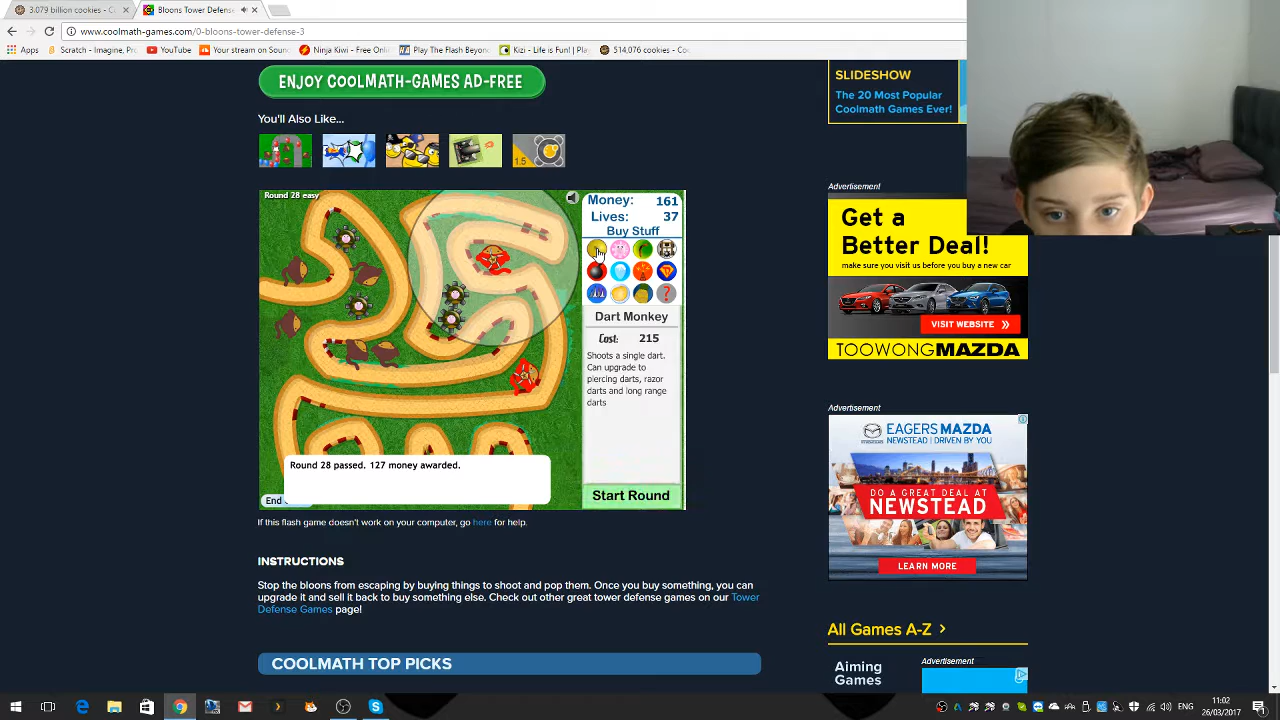 3.079 billion cookies - C
Bloons Tower Defense
www.coolmath-games.com/0-bloons-tower-defense-3
Apps
Scratch - Imagine, Pro
YouTube
Your stream on Sound
Ninja Kiwi - Free Onli
Play The Flash Beyond
Kizi - Life is Fun! | Play
514,076 cookies - Co
ENJOY COOLMATH-GAMES AD-FREE
You'll Also Like...
1.5
Round 28 easy
Money: 161
Lives: 37
Buy Stuff
Dart Monkey
Cost: 215
Shoots a single dart.
Can upgrade to
piercing darts, razor
darts and long range
darts
Round 28 passed. 127 money awarded.
End
Start Round
If this flash game doesn't work on your computer, go here for help.
INSTRUCTIONS
Stop the bloons from escaping by buying things to shoot and pop them. Once you buy something, you can
upgrade it and sell it back to buy something else. Check out other great tower defense games on our Tower
Defense Games page!
COOLMATH TOP PICKS
SLIDESHOW
The 20 Most Popular
Coolmath Games Ever!
Advertisement
Get a
Better Deal!
make sure you visit us before you buy a new car
VISIT WEBSITE
TOOWONGMAZDA
Advertisement
EAGERS MAZDA
NEWSTEAD | DRIVEN BY YOU
DO A GREAT DEAL AT
NEWSTEAD
LEARN MORE
All Games A-Z >
Aiming
Games
Advertisement
ENG
11:02
26/03/2017